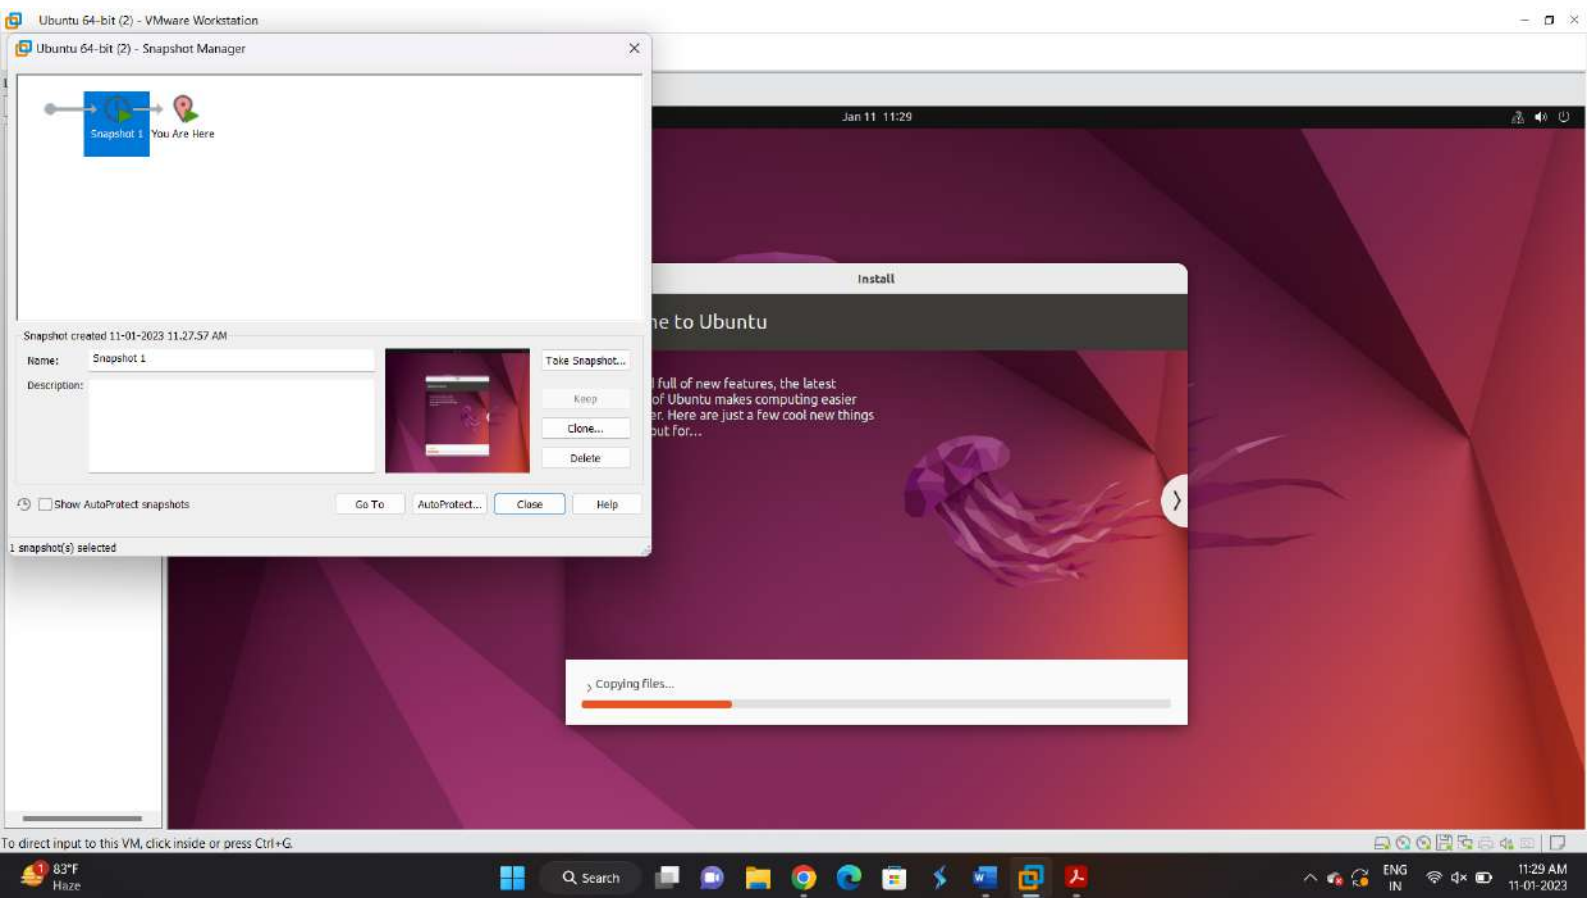 Ubuntu 64-bit (2) - VMware Workstation
Ubuntu 64-bit (2) - Snapshot Manager
Snapshot 1
You Are Here
Jan 11 11:29
Install
Snapshot created 11-01-2023 11.27.57 AM
Name:
Snapshot 1
Take Snapshot...
Description:
Keep
Clone...
Delete
Show AutoProtect snapshots
Go To
AutoProtect...
Close
Help
1 snapshot(s) selected
e to Ubuntu
full of new features, the latest
of Ubuntu makes computing easier
er. Here are just a few cool new things
out for...
Copying files...
To direct input to this VM, click inside or press Ctrl+G.
1
83°F
Haze
Search
ENG
IN
11:29 AM
11-01-2023